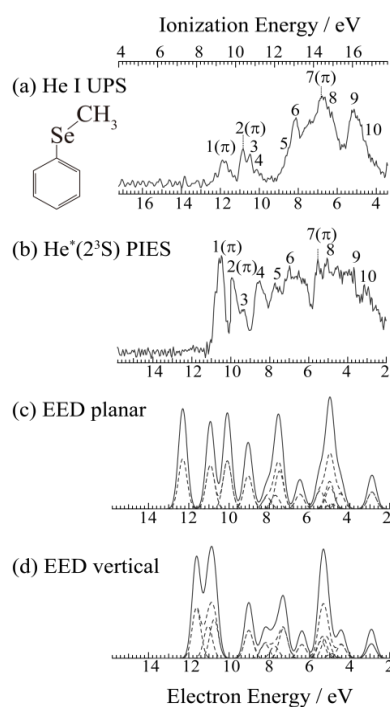 Ionization Energy / eV
4 6 8 10 12 14 16
(a) He I UPS
CH3
Se
1(π) 2(π) 3 4 5 6 7(π) 8 9 10
16 14 12 10 8 6 4
(b) He*(2³S) PIES
1(π) 2(π) 3 4 5 6 7(π) 8 9 10
14 12 10 8 6 4 2
(c) EED planar
14 12 10 8 6 4 2
(d) EED vertical
14 12 10 8 6 4 2
Electron Energy / eV